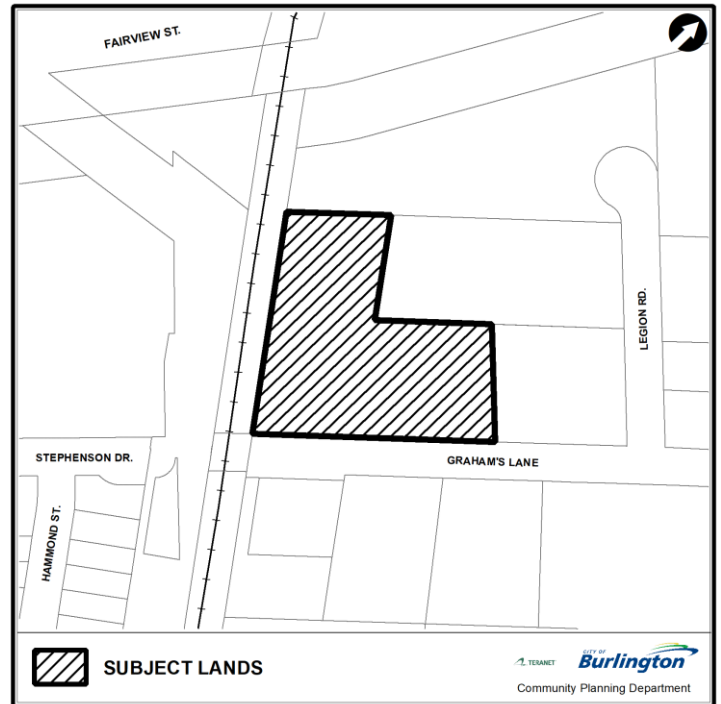 FAIRVIEW ST.
LEGION RD.
STEPHENSON DR.
GRAHAM'S LANE
HAMMOND ST.
SUBJECT LANDS
TERANET
CITY OF
Burlington
Community Planning Department